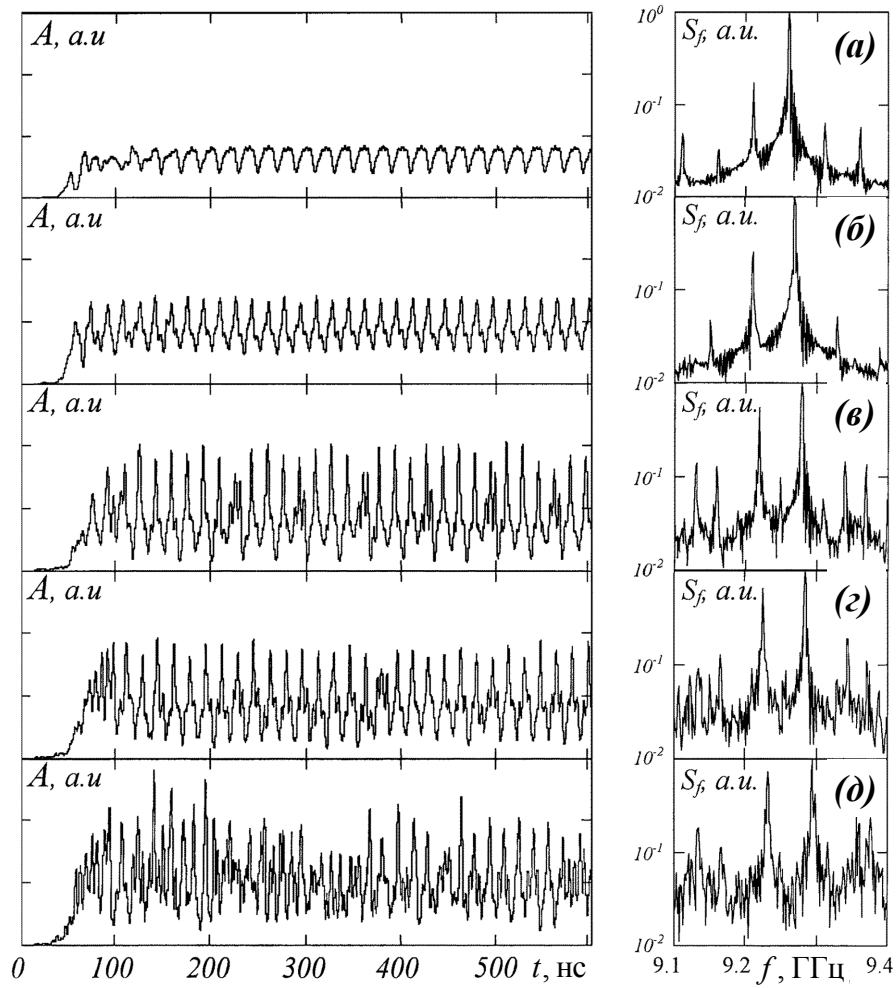 A, а.и
S_f, а.и.
(а)
10^0
10^-1
10^-2
A, а.и
S_f, а.и.
(б)
10^-1
10^-2
A, а.и
S_f, а.и.
(в)
10^-1
10^-2
A, а.и
S_f, а.и.
(г)
10^-1
10^-2
A, а.и
S_f, а.и.
(д)
10^-1
10^-2
0 100 200 300 400 500 t, нс
9.1 9.2 f, ГГц 9.4